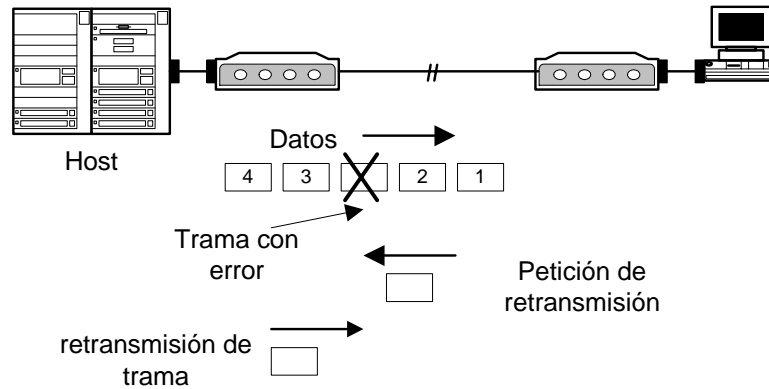 Datos
Host
4 3 2 1
Trama con
error
Petición de
retransmisión
retransmisión de
trama